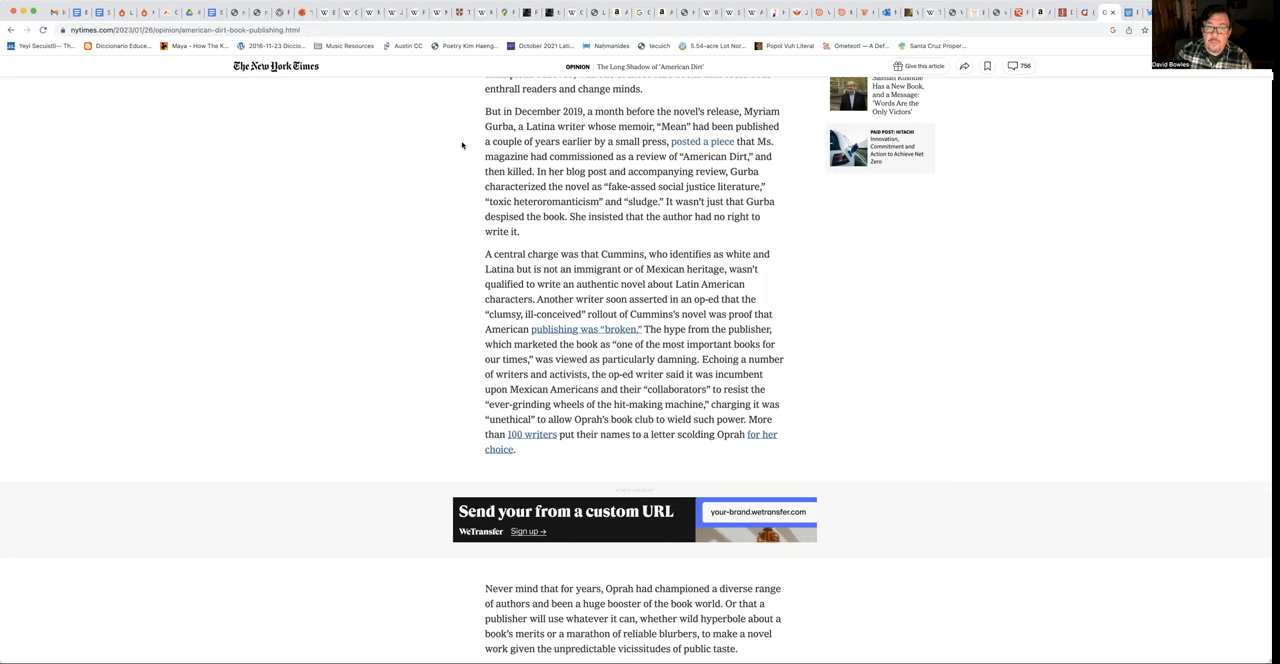 nytimes.com/2023/01/26/opinion/american-dirt-book-publishing.html
Yeyi Secuistli-- Th...
Diccionario Educe...
Maya - How The K...
2016-11-23 Diccio...
Music Resources
Austin CC
Poetry Kim Haeng...
October 2021 Lati...
Nahmanides
tecuich
5.54-acre Lot Nor...
Popol Vuh Literal
Ometeotl — A Def...
Santa Cruz Proper...
David Bowles
The New York Times
OPINION
The Long Shadow of ‘American Dirt’
Give this article
756
enthrall readers and change minds.
But in December 2019, a month before the novel’s release, Myriam
Gurba, a Latina writer whose memoir, “Mean” had been published
a couple of years earlier by a small press, posted a piece that Ms.
magazine had commissioned as a review of “American Dirt,” and
then killed. In her blog post and accompanying review, Gurba
characterized the novel as “fake-assed social justice literature,”
“toxic heteroromanticism” and “sludge.” It wasn’t just that Gurba
despised the book. She insisted that the author had no right to
write it.
A central charge was that Cummins, who identifies as white and
Latina but is not an immigrant or of Mexican heritage, wasn’t
qualified to write an authentic novel about Latin American
characters. Another writer soon asserted in an op-ed that the
“clumsy, ill-conceived” rollout of Cummins’s novel was proof that
American publishing was “broken.” The hype from the publisher,
which marketed the book as “one of the most important books for
our times,” was viewed as particularly damning. Echoing a number
of writers and activists, the op-ed writer said it was incumbent
upon Mexican Americans and their “collaborators” to resist the
“ever-grinding wheels of the hit-making machine,” charging it was
“unethical” to allow Oprah’s book club to wield such power. More
than 100 writers put their names to a letter scolding Oprah for her
choice.
Salman Rushdie
Has a New Book,
and a Message:
‘Words Are the
Only Victors’
PAID POST: HITACHI
Innovation,
Commitment and
Action to Achieve Net
Zero
ADVERTISEMENT
Send your from a custom URL
WeTransfer
Sign up →
your-brand.wetransfer.com
Never mind that for years, Oprah had championed a diverse range
of authors and been a huge booster of the book world. Or that a
publisher will use whatever it can, whether wild hyperbole about a
book’s merits or a marathon of reliable blurbers, to make a novel
work given the unpredictable vicissitudes of public taste.